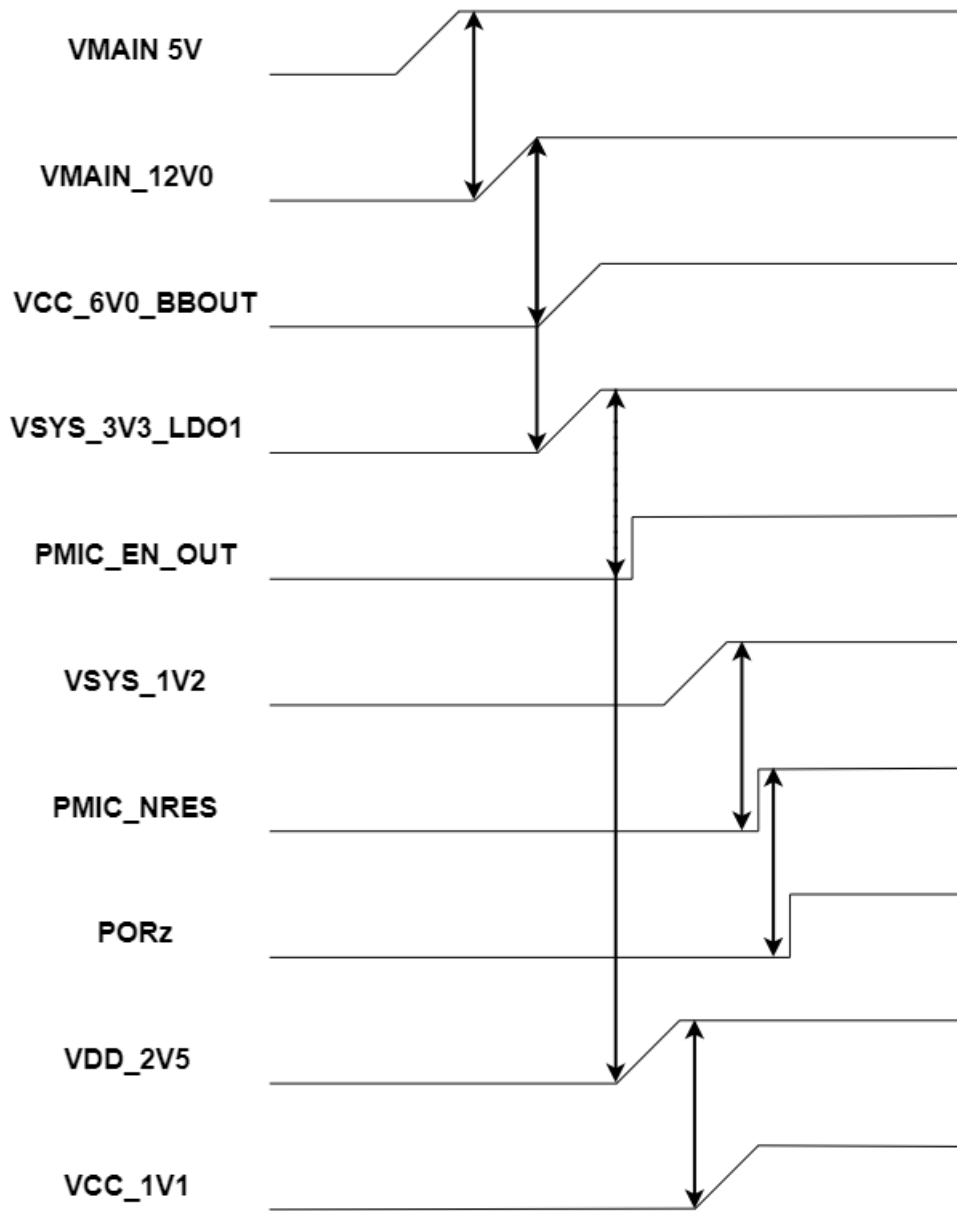 VMAIN 5V
VMAIN_12V0
VCC_6V0_BBOUT
VSYS_3V3_LDO1
PMIC_EN_OUT
VSYS_1V2
PMIC_NRES
PORz
VDD_2V5
VCC_1V1